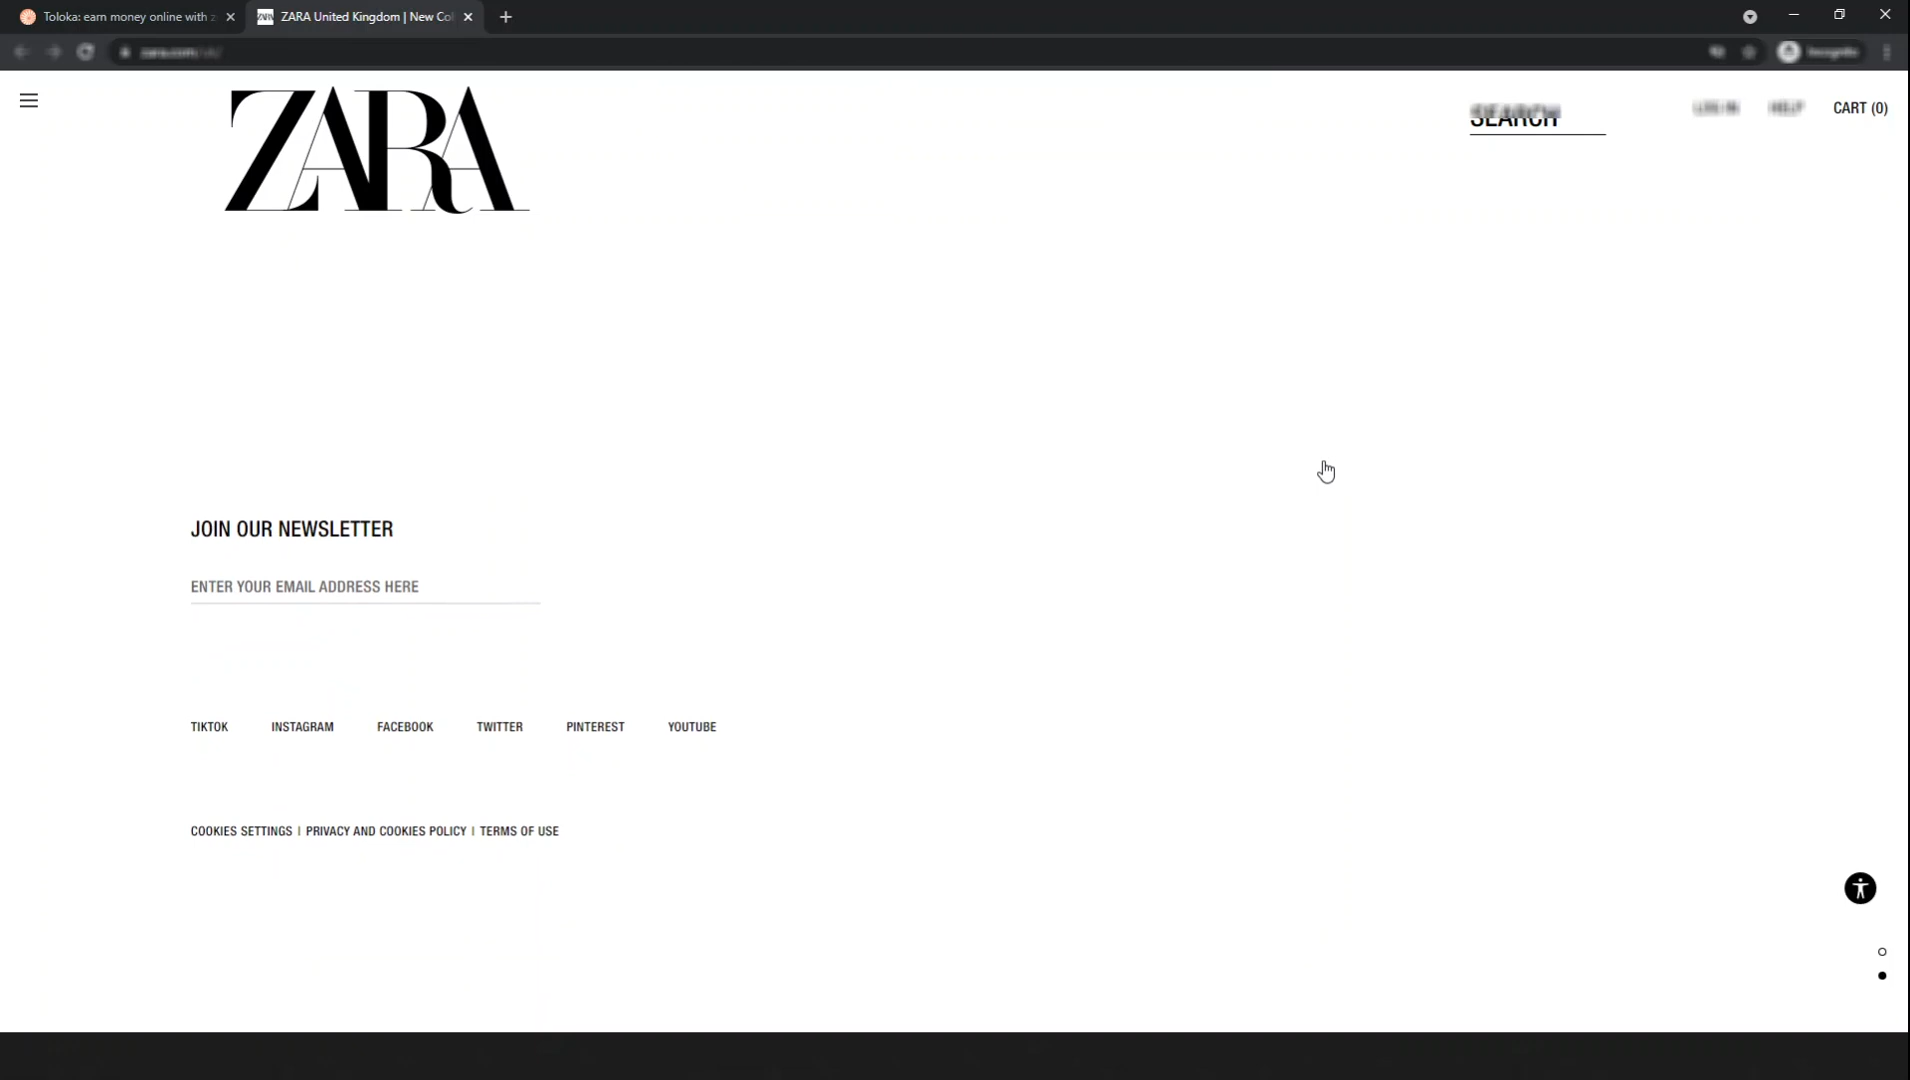 Toloka: earn money online with
ZARA United Kingdom | New Co
ZARA
SEARCH
CART (0)
JOIN OUR NEWSLETTER
ENTER YOUR EMAIL ADDRESS HERE
TIKTOK INSTAGRAM FACEBOOK TWITTER PINTEREST YOUTUBE
COOKIES SETTINGS | PRIVACY AND COOKIES POLICY | TERMS OF USE